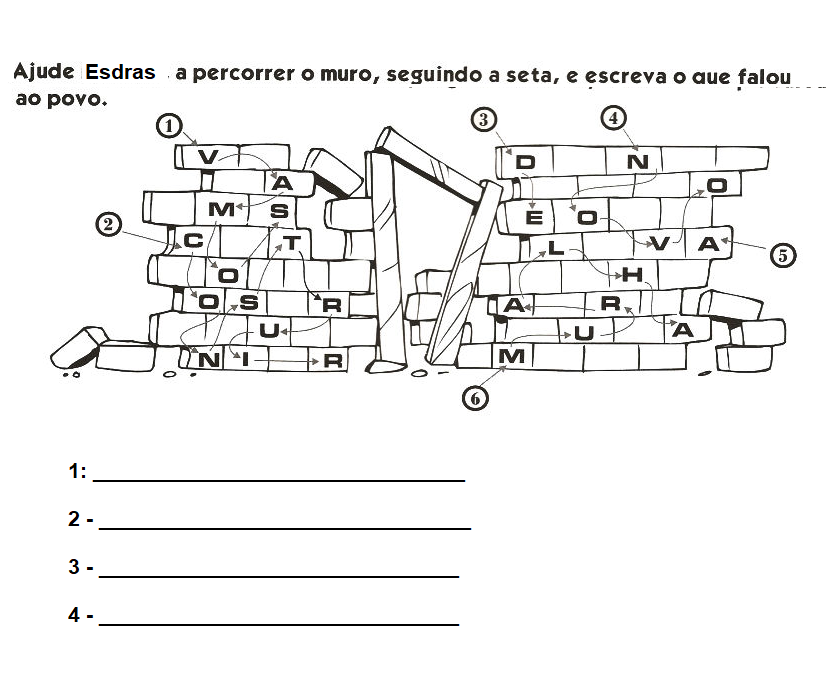 Ajude Esdras a percorrer o muro, seguindo a seta, e escreva o que falou
ao povo.
1
3
4
V
D
N
A
O
M S
E O
2
C T
L V A
5
O
H
O S R
A R
U
U A
N I R
M
6
1:
2 -
3 -
4 -